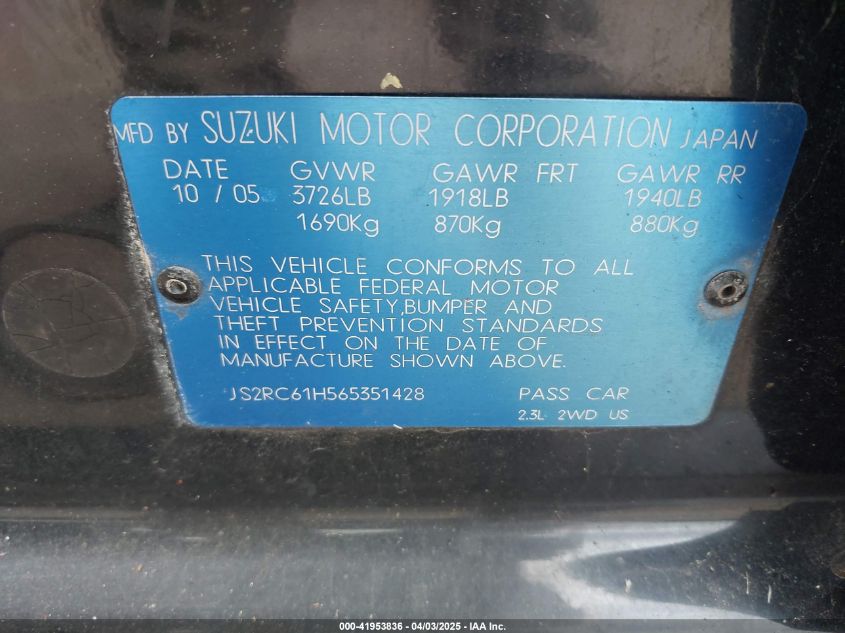 MFD BY SUZUKI MOTOR CORPORATION JAPAN
DATE GVWR GAWR FRT GAWR RR
10 / 05 3726LB 1918LB 1940LB
1690Kg 870Kg 880Kg
THIS VEHICLE CONFORMS TO ALL
APPLICABLE FEDERAL MOTOR
VEHICLE SAFETY,BUMPER AND
THEFT PREVENTION STANDARDS
IN EFFECT ON THE DATE OF
MANUFACTURE SHOWN ABOVE.
JS2RC61H565351428 PASS CAR
2.3L 2WD US
000-41953836 - 04/03/2025 - IAA Inc.